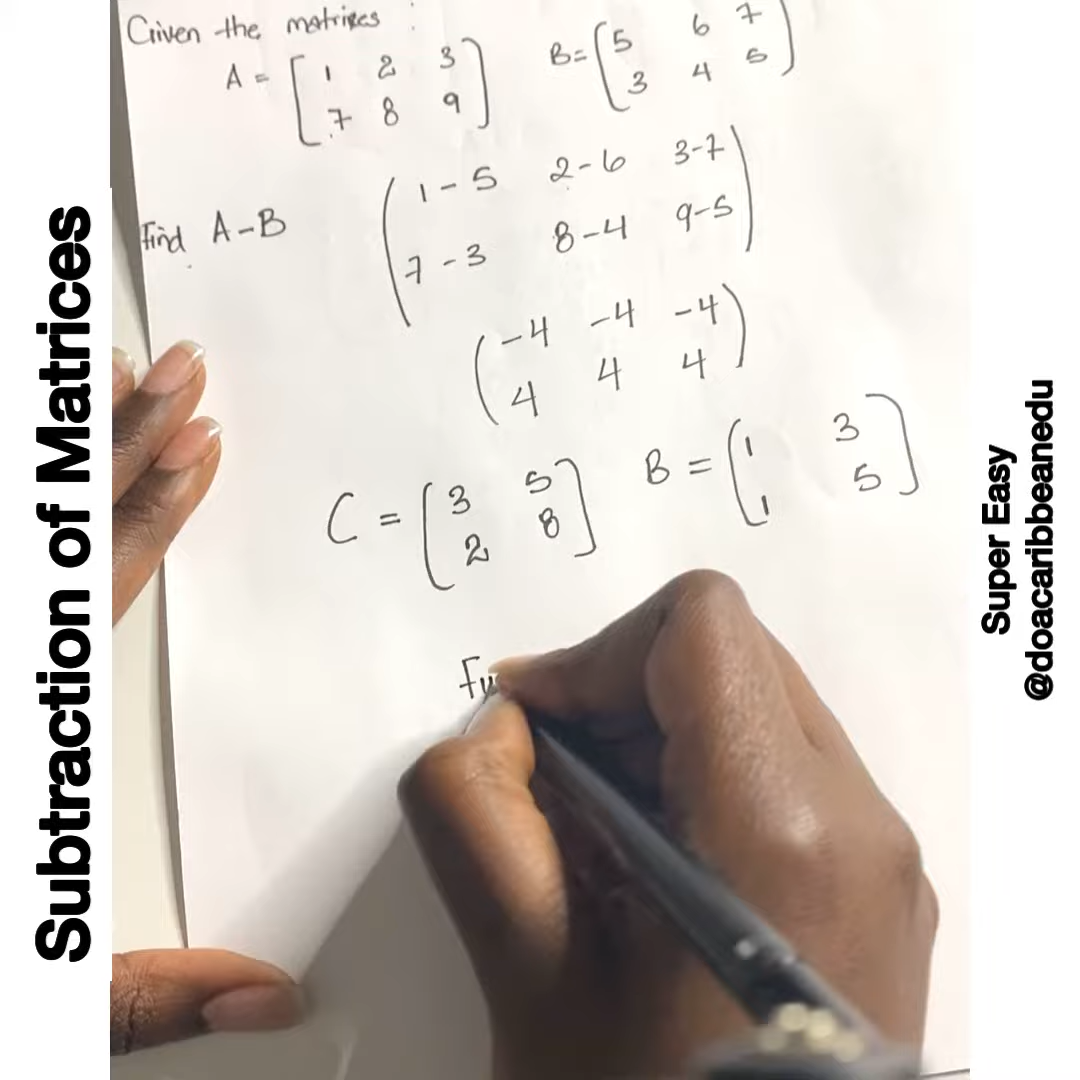 Subtraction of Matrices
Given the matrixes :
A = [ 1 2 3
7 8 9 ]
B = [ 5 6 7
3 4 5 ]
Find A-B
( 1-5 2-6 3-7
7-3 8-4 9-5 )
( -4 -4 -4
4 4 4 )
C = [ 3 5
2 8 ]
B = [ 1 3
1 5 ]
Super Easy
@doacaribbeanedu